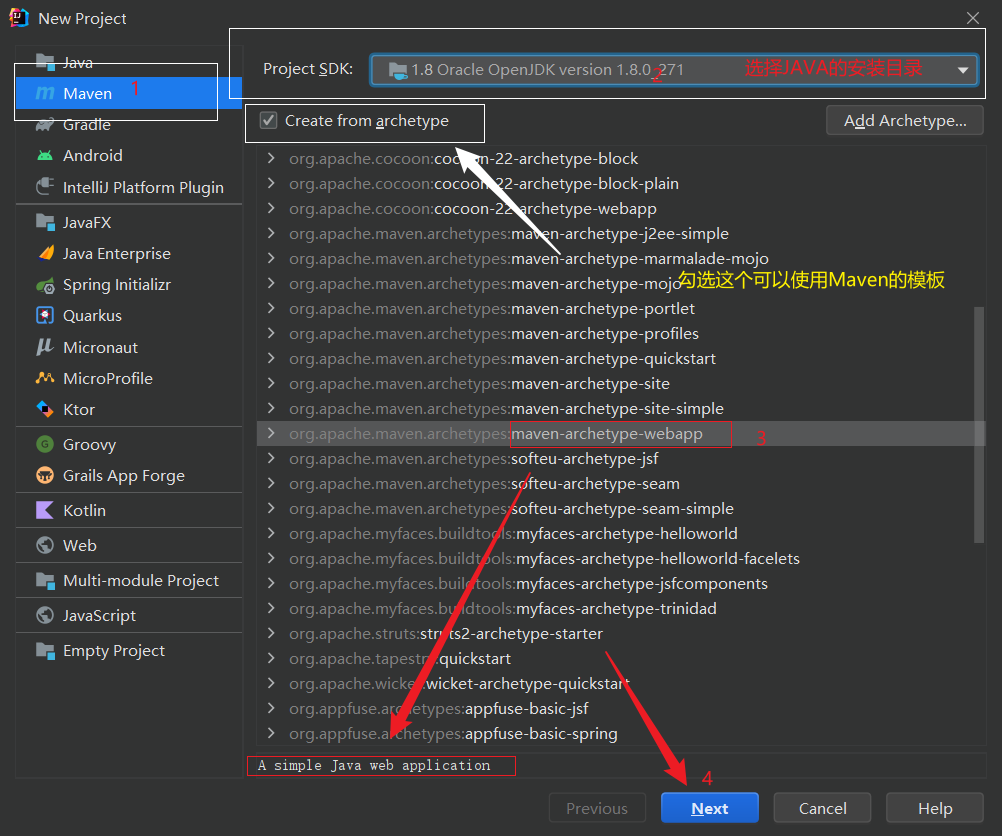 New Project
Java
Maven 1
Gradle
Android
IntelliJ Platform Plugin
JavaFX
Java Enterprise
Spring Initializr
Quarkus
Micronaut
MicroProfile
Ktor
Groovy
Grails App Forge
Kotlin
Web
Multi-module Project
JavaScript
Empty Project
Project SDK: 1.8 Oracle OpenJDK version 1.8.0_271 2 选择JAVA的安装目录
Create from archetype
Add Archetype...
org.apache.cocoon:cocoon-22-archetype-block
org.apache.cocoon:cocoon-22-archetype-block-plain
org.apache.cocoon:cocoon-22-archetype-webapp
org.apache.maven.archetypes:maven-archetype-j2ee-simple
org.apache.maven.archetypes:maven-archetype-marmalade-mojo
org.apache.maven.archetypes:maven-archetype-mojo
勾选这个可以使用Maven的模板
org.apache.maven.archetypes:maven-archetype-portlet
org.apache.maven.archetypes:maven-archetype-profiles
org.apache.maven.archetypes:maven-archetype-quickstart
org.apache.maven.archetypes:maven-archetype-site
org.apache.maven.archetypes:maven-archetype-site-simple
org.apache.maven.archetypes:maven-archetype-webapp 3
org.apache.maven.archetypes:softeu-archetype-jsf
org.apache.maven.archetypes:softeu-archetype-seam
org.apache.maven.archetypes:softeu-archetype-seam-simple
org.apache.myfaces.buildtools:myfaces-archetype-helloworld
org.apache.myfaces.buildtools:myfaces-archetype-helloworld-facelets
org.apache.myfaces.buildtools:myfaces-archetype-jsfcomponents
org.apache.myfaces.buildtools:myfaces-archetype-trinidad
org.apache.struts:struts2-archetype-starter
org.apache.tapestry:quickstart
org.apache.wicket:wicket-archetype-quickstart
org.appfuse.archetypes:appfuse-basic-jsf
org.appfuse.archetypes:appfuse-basic-spring
A simple Java web application
4
Previous
Next
Cancel
Help